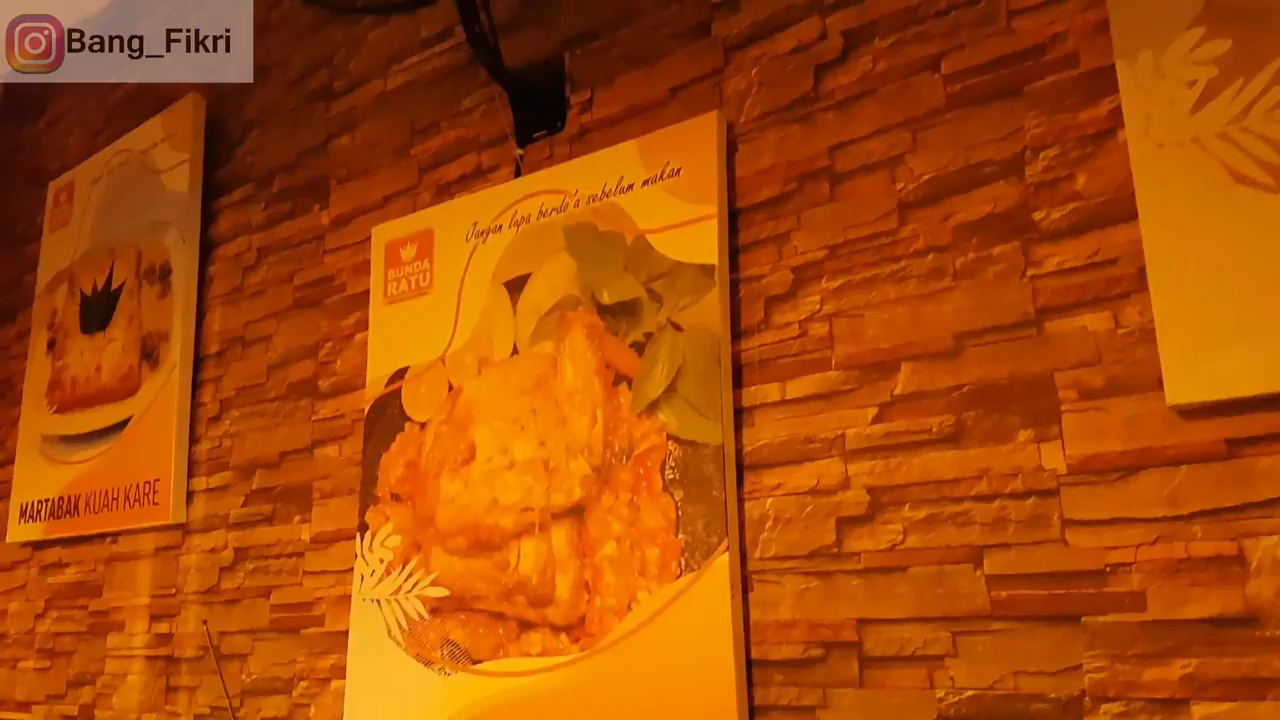 Bang_Fikri
Jangan lupa berdo'a sebelum makan
BUNDA
RATU
MARTABAK KUAH KARE